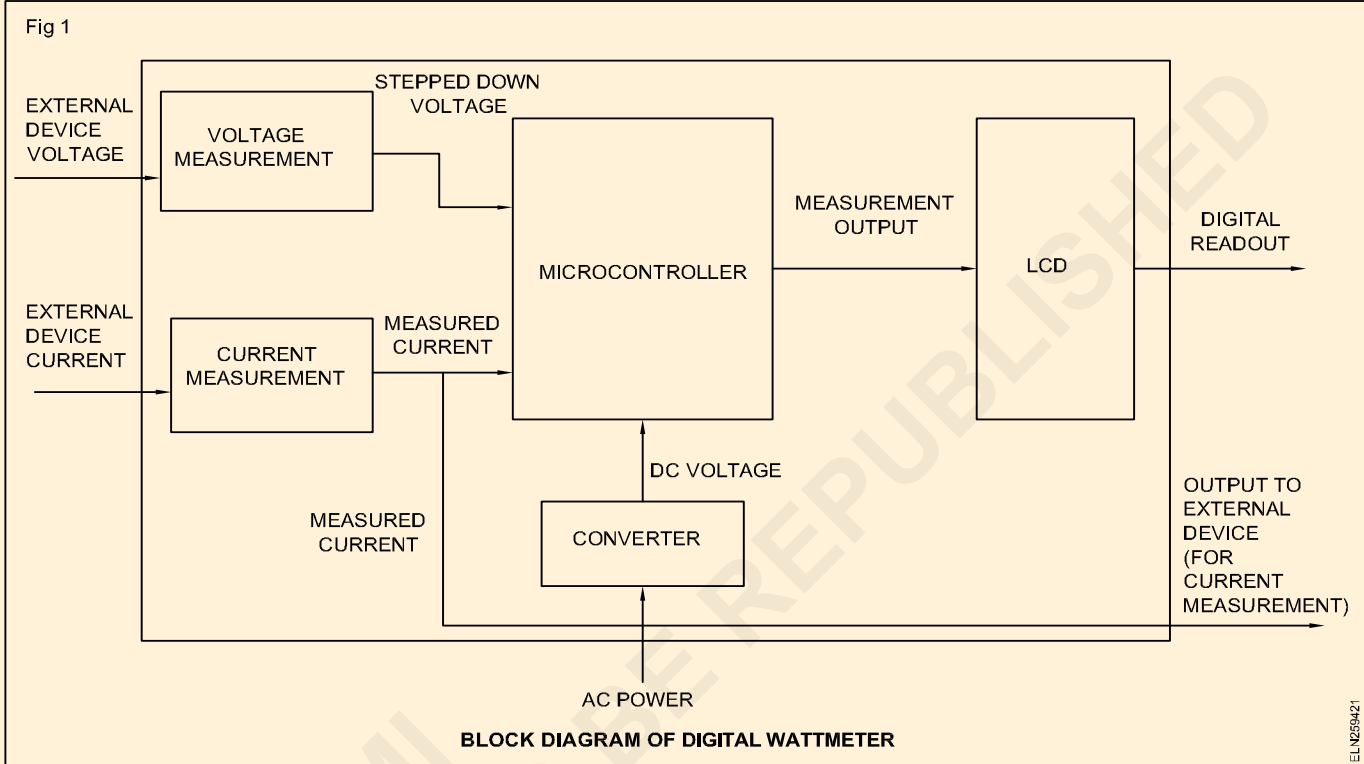 Fig 1
EXTERNAL
DEVICE
VOLTAGE
VOLTAGE
MEASUREMENT
STEPPED DOWN
VOLTAGE
MICROCONTROLLER
MEASUREMENT
OUTPUT
LCD
DIGITAL
READOUT
EXTERNAL
DEVICE
CURRENT
CURRENT
MEASUREMENT
MEASURED
CURRENT
DC VOLTAGE
MEASURED
CURRENT
CONVERTER
OUTPUT TO
EXTERNAL
DEVICE
(FOR
CURRENT
MEASUREMENT)
AC POWER
BLOCK DIAGRAM OF DIGITAL WATTMETER
ELN259421
BE REPUBLISHED